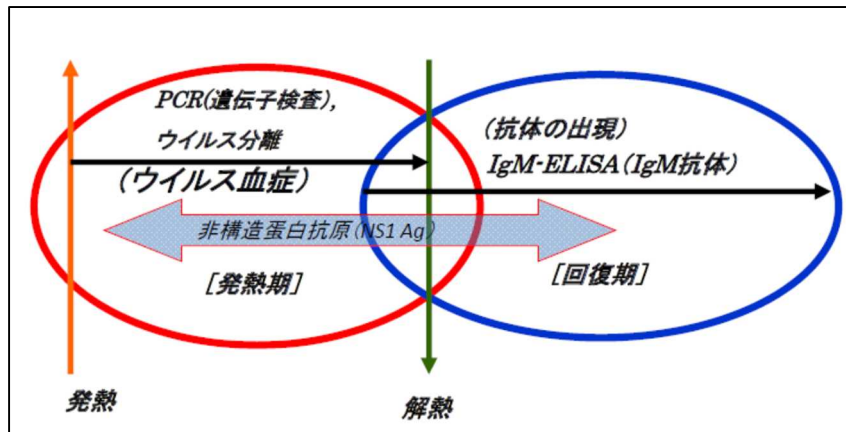 PCR(遺伝子検査),
ウイルス分離
(ウイルス血症)
(抗体の出現)
IgM-ELISA(IgM抗体)
非構造蛋白抗原(NS1 Ag)
[発熱期]
[回復期]
発熱
解熱